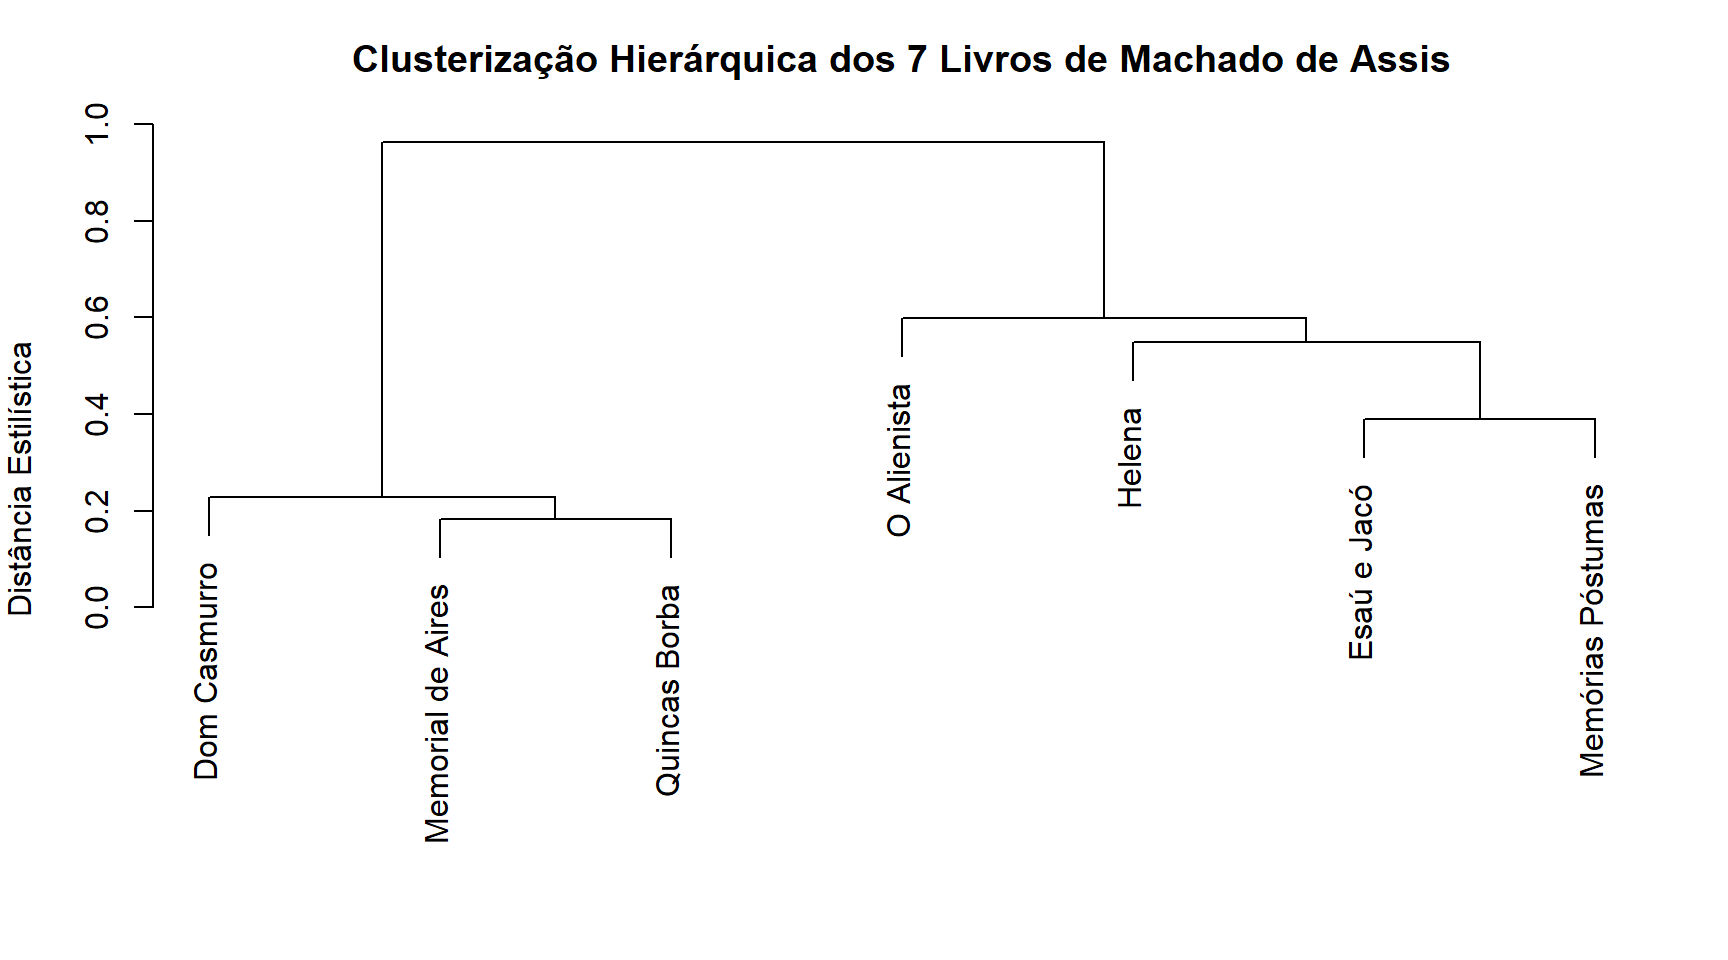 Clusterização Hierárquica dos 7 Livros de Machado de Assis
Distância Estilística
1.0
0.8
0.6
0.4
0.2
0.0
Dom Casmurro
Memorial de Aires
Quincas Borba
O Alienista
Helena
Esaú e Jacó
Memórias Póstumas